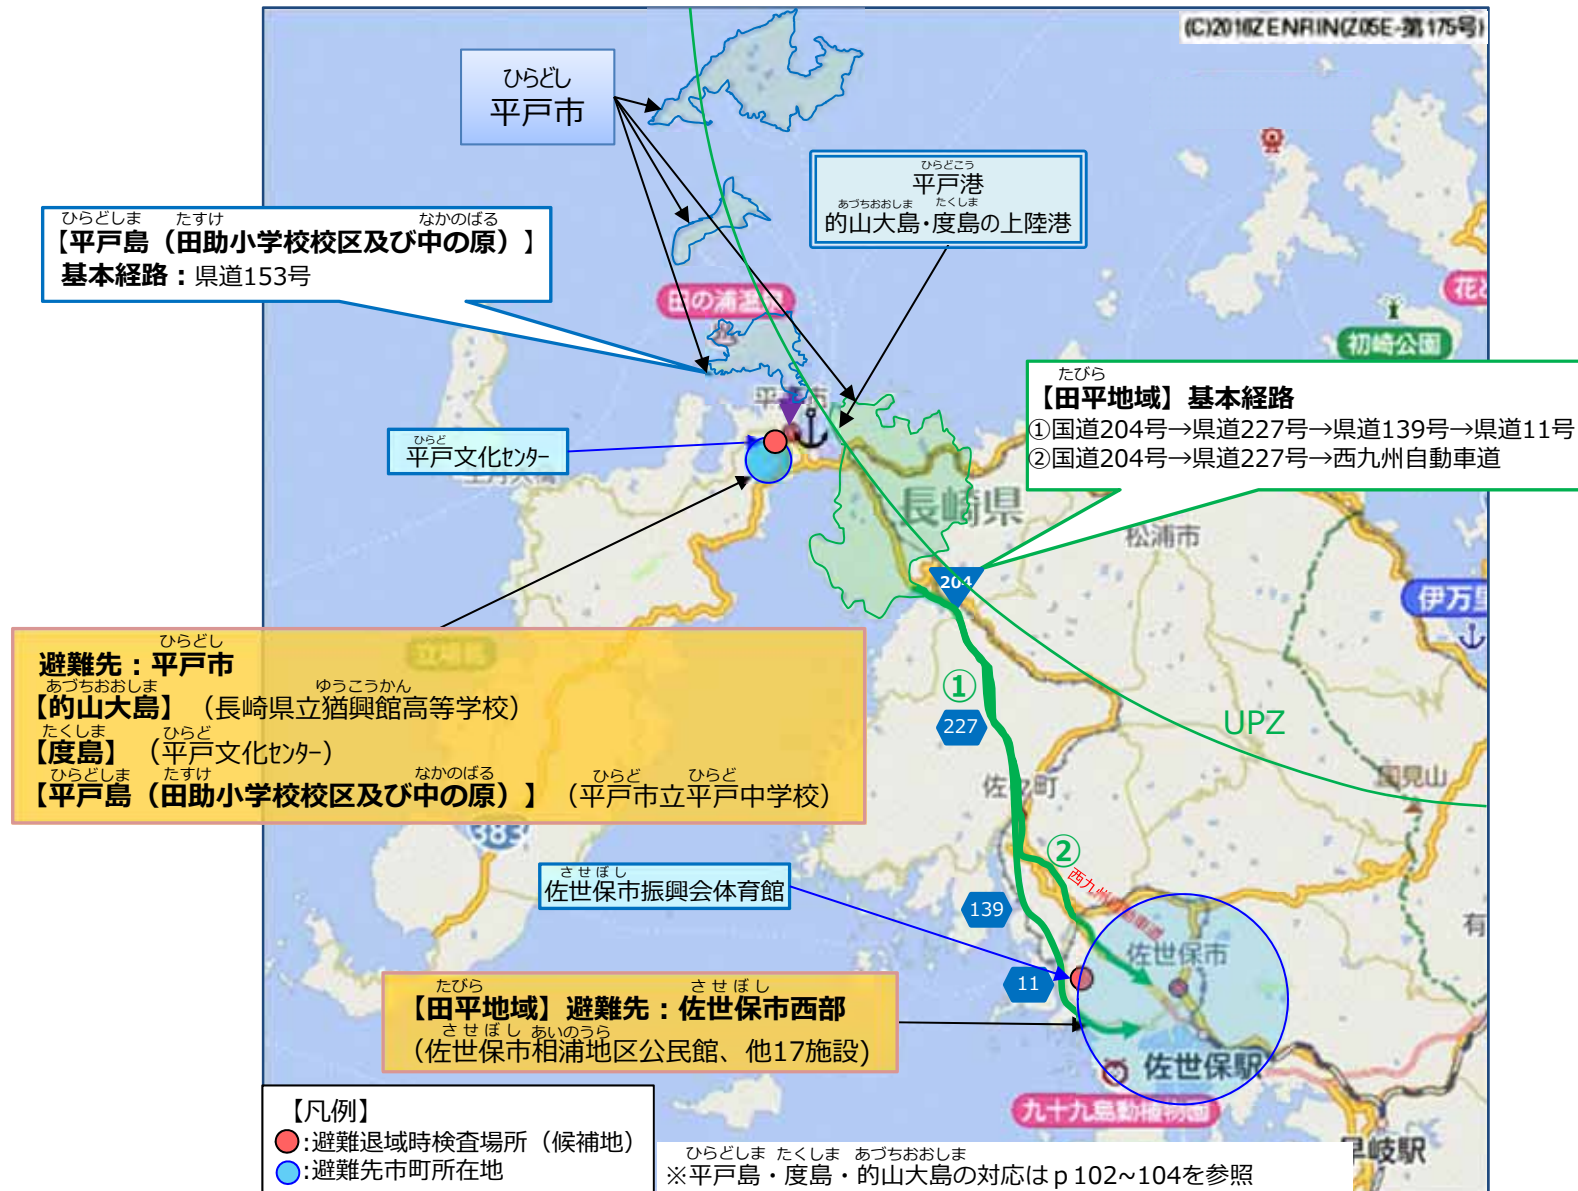 (C)2016ZENRIN(Z05E-第175号)
ひらどし
平戸市
ひらどこう
平戸港
あづちおおしま たくしま
的山大島・度島の上陸港
ひらどしま たすけ なかのばる
【平戸島（田助小学校校区及び中の原）】
基本経路：県道153号
田の浦温泉
花と
初崎公園
たびら
【田平地域】基本経路
①国道204号→県道227号→県道139号→県道11号
②国道204号→県道227号→西九州自動車道
平戸市
ひらど
平戸文化センター
長崎県
松浦市
204
伊万里
ひらどし
避難先：平戸市
あづちおおしま ゆうこうかん
【的山大島】（長崎県立猶興館高等学校）
たくしま ひらど
【度島】（平戸文化センター）
ひらどしま たすけ なかのばる ひらど ひらど
【平戸島（田助小学校校区及び中の原）】（平戸市立平戸中学校）
①
227
UPZ
国見山
佐々町
383
②
西九州自動車道
させぼし
佐世保市振興会体育館
139
佐世保市
有
11
たびら させぼし
【田平地域】避難先：佐世保市西部
させぼし あいのうら
（佐世保市相浦地区公民館、他17施設)
佐世保駅
九十九島動植物園
早岐駅
【凡例】
:避難退域時検査場所（候補地）
:避難先市町所在地
ひらどしま たくしま あづちおおしま
※平戸島・度島・的山大島の対応はp102~104を参照